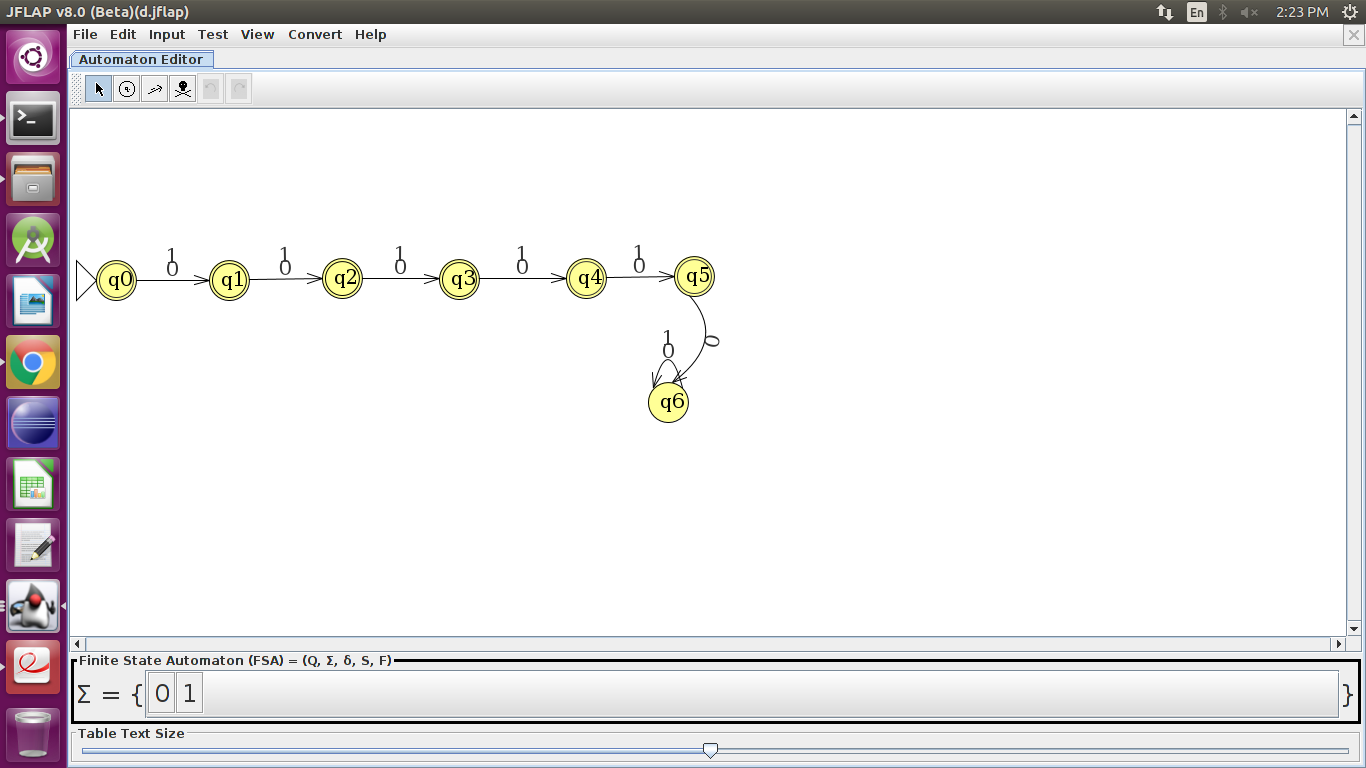 JFLAP v8.0 (Beta)(d.jflap)
En
2:23 PM
File Edit Input Test View Convert Help
Automaton Editor
1 1 1 1 1
0 0 0 0 0
q0 q1 q2 q3 q4 q5
0
1
0
q6
Finite State Automaton (FSA) = (Q, Σ, δ, S, F)
Σ = { 0 1 }
Table Text Size